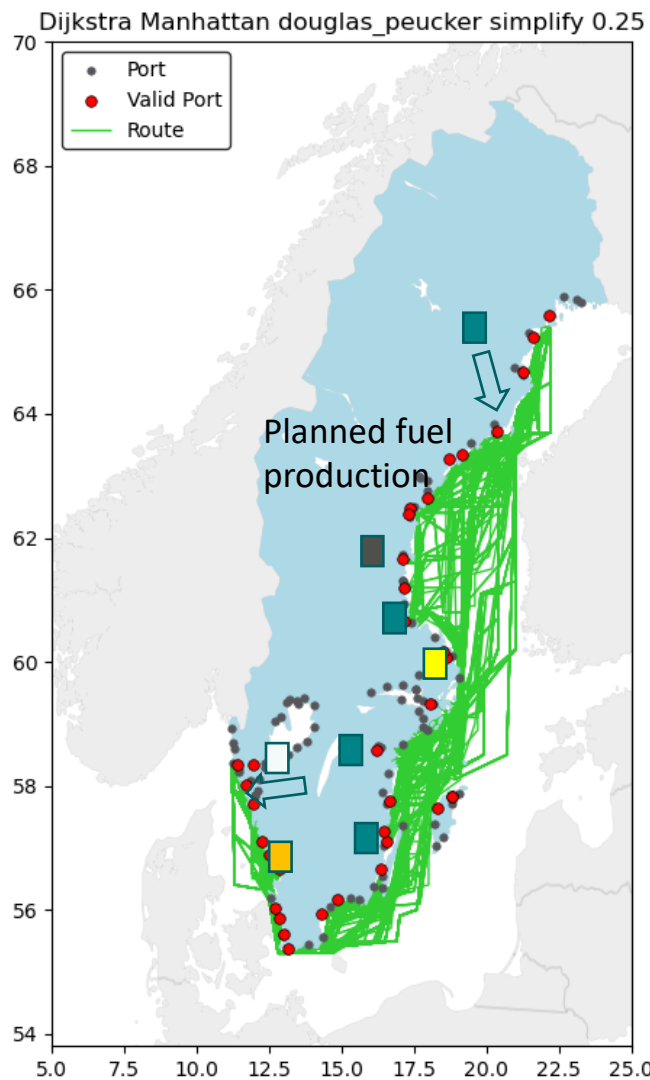 Dijkstra Manhattan douglas_peucker simplify 0.25
70
Port
Valid Port
Route
68
66
64
Planned fuel
production
62
60
58
56
54
5.0 7.5 10.0 12.5 15.0 17.5 20.0 22.5 25.0